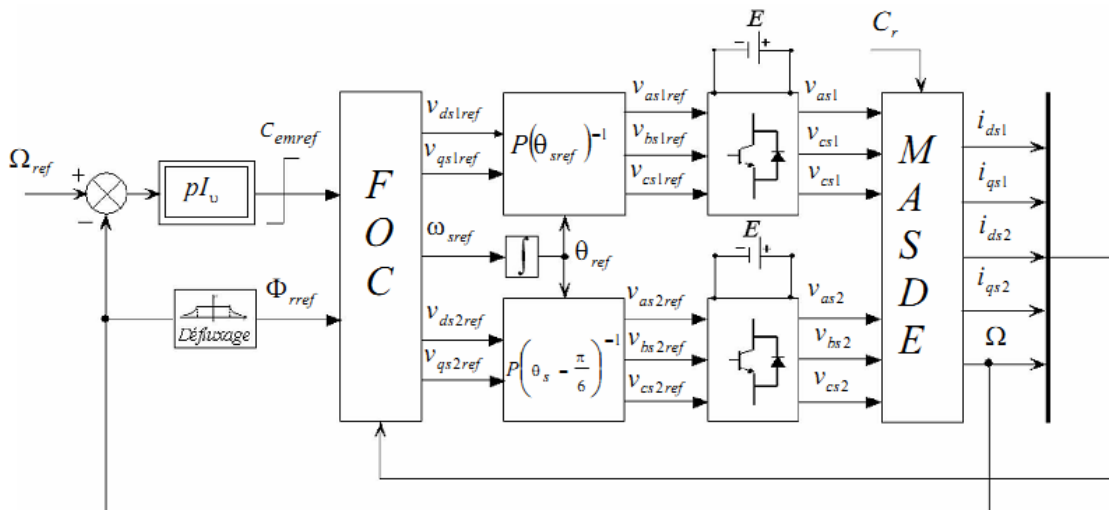 E
C_r
Ω_ref
+
−
pI_υ
C_emref
Φ_rref
Défluxage
F
O
C
v_ds1ref
v_qs1ref
ω_sref
v_ds2ref
v_qs2ref
P(θ_sref)^−1
∫
θ_ref
P(θ_s − π/6)^−1
v_as1ref
v_bs1ref
v_cs1ref
− +
v_as1
v_cs1
v_cs1
E
− +
v_as2ref
v_bs2ref
v_cs2ref
v_as2
v_bs2
v_cs2
M
A
S
D
E
i_ds1
i_qs1
i_ds2
i_qs2
Ω